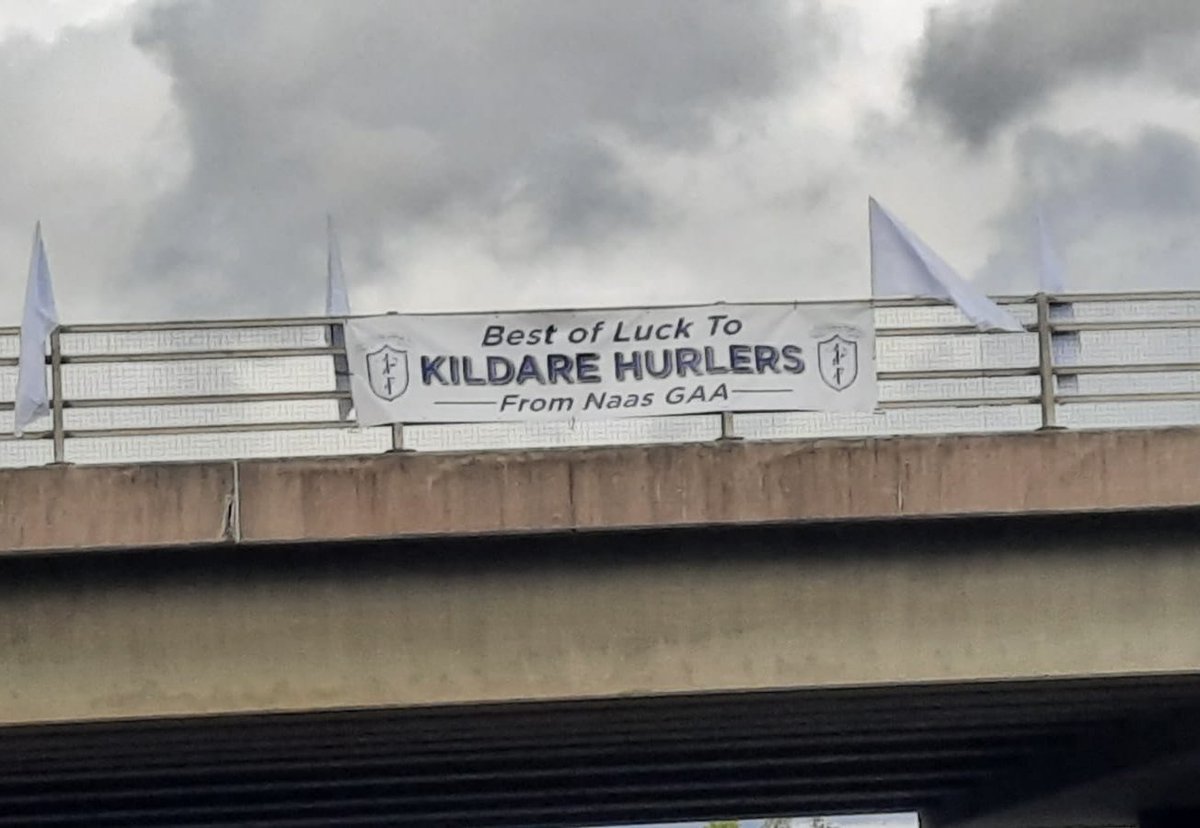 Best of Luck To
KILDARE HURLERS
From Naas GAA